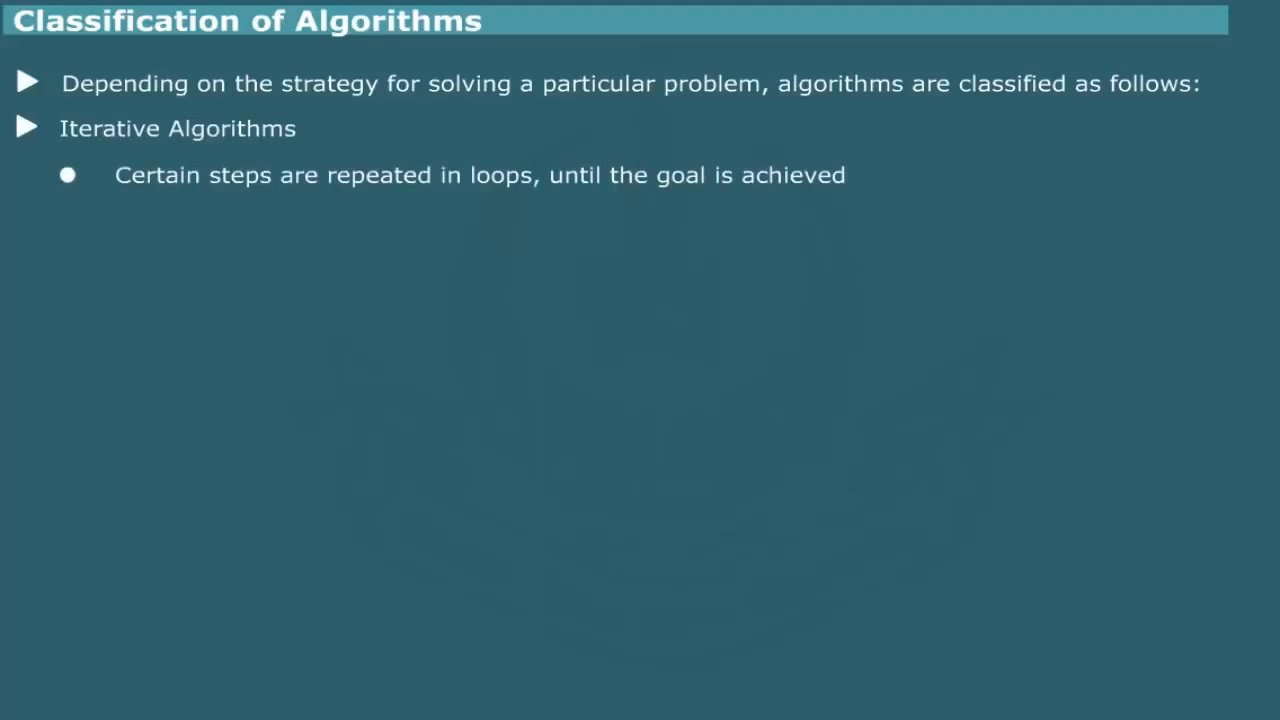 Classification of Algorithms
Depending on the strategy for solving a particular problem, algorithms are classified as follows:
Iterative Algorithms
Certain steps are repeated in loops, until the goal is achieved